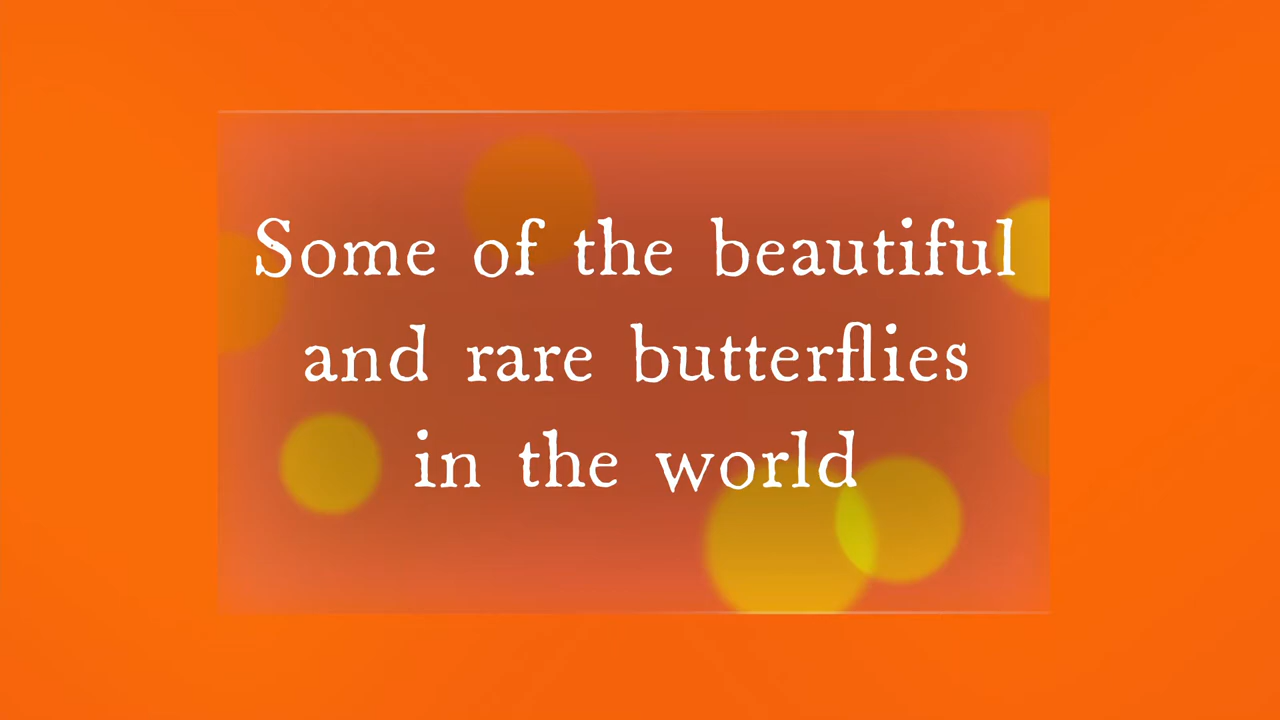 Some of the beautiful
and rare butterflies
in the world